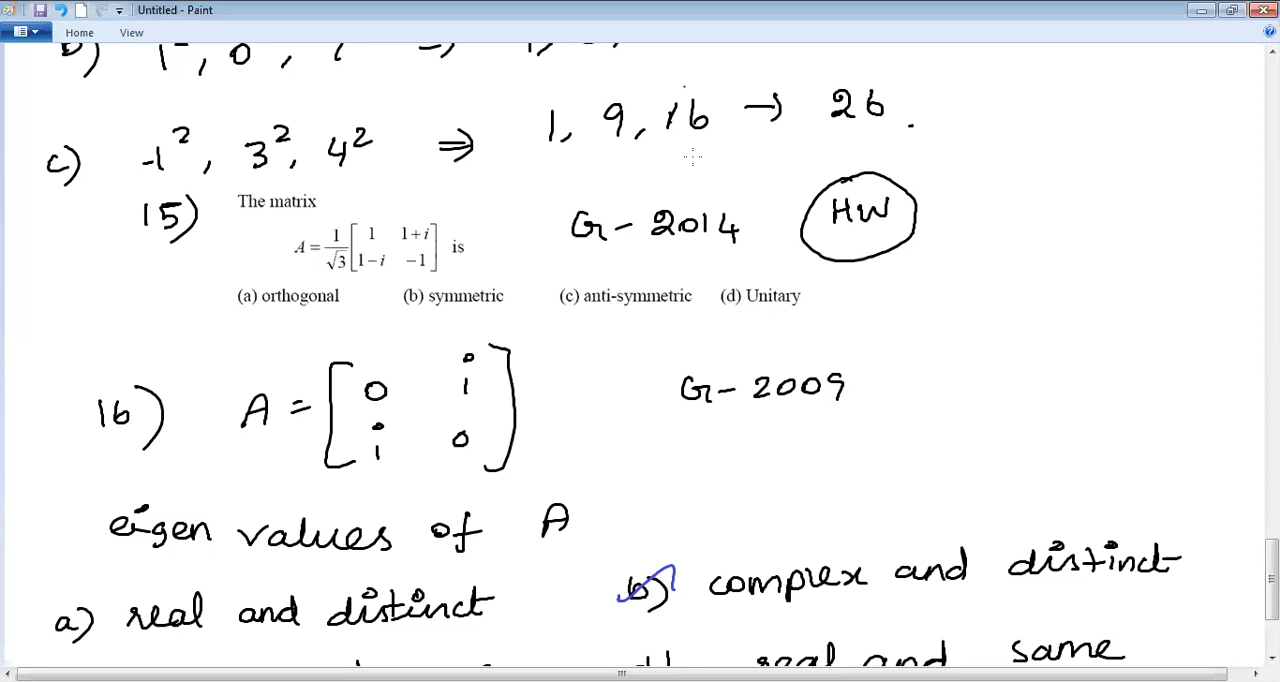 Untitled - Paint
Home View
b) 1², 0,
c) -1², 3², 4² ⇒ 1, 9, 16 → 26.
15) The matrix G-2014 HW
A = 1/√3 [1 1+i; 1-i -1] is
(a) orthogonal (b) symmetric (c) anti-symmetric (d) Unitary
16) A = [0 i; i 0] G-2009
eigen values of A
a) real and distinct b) complex and distinct
real and same